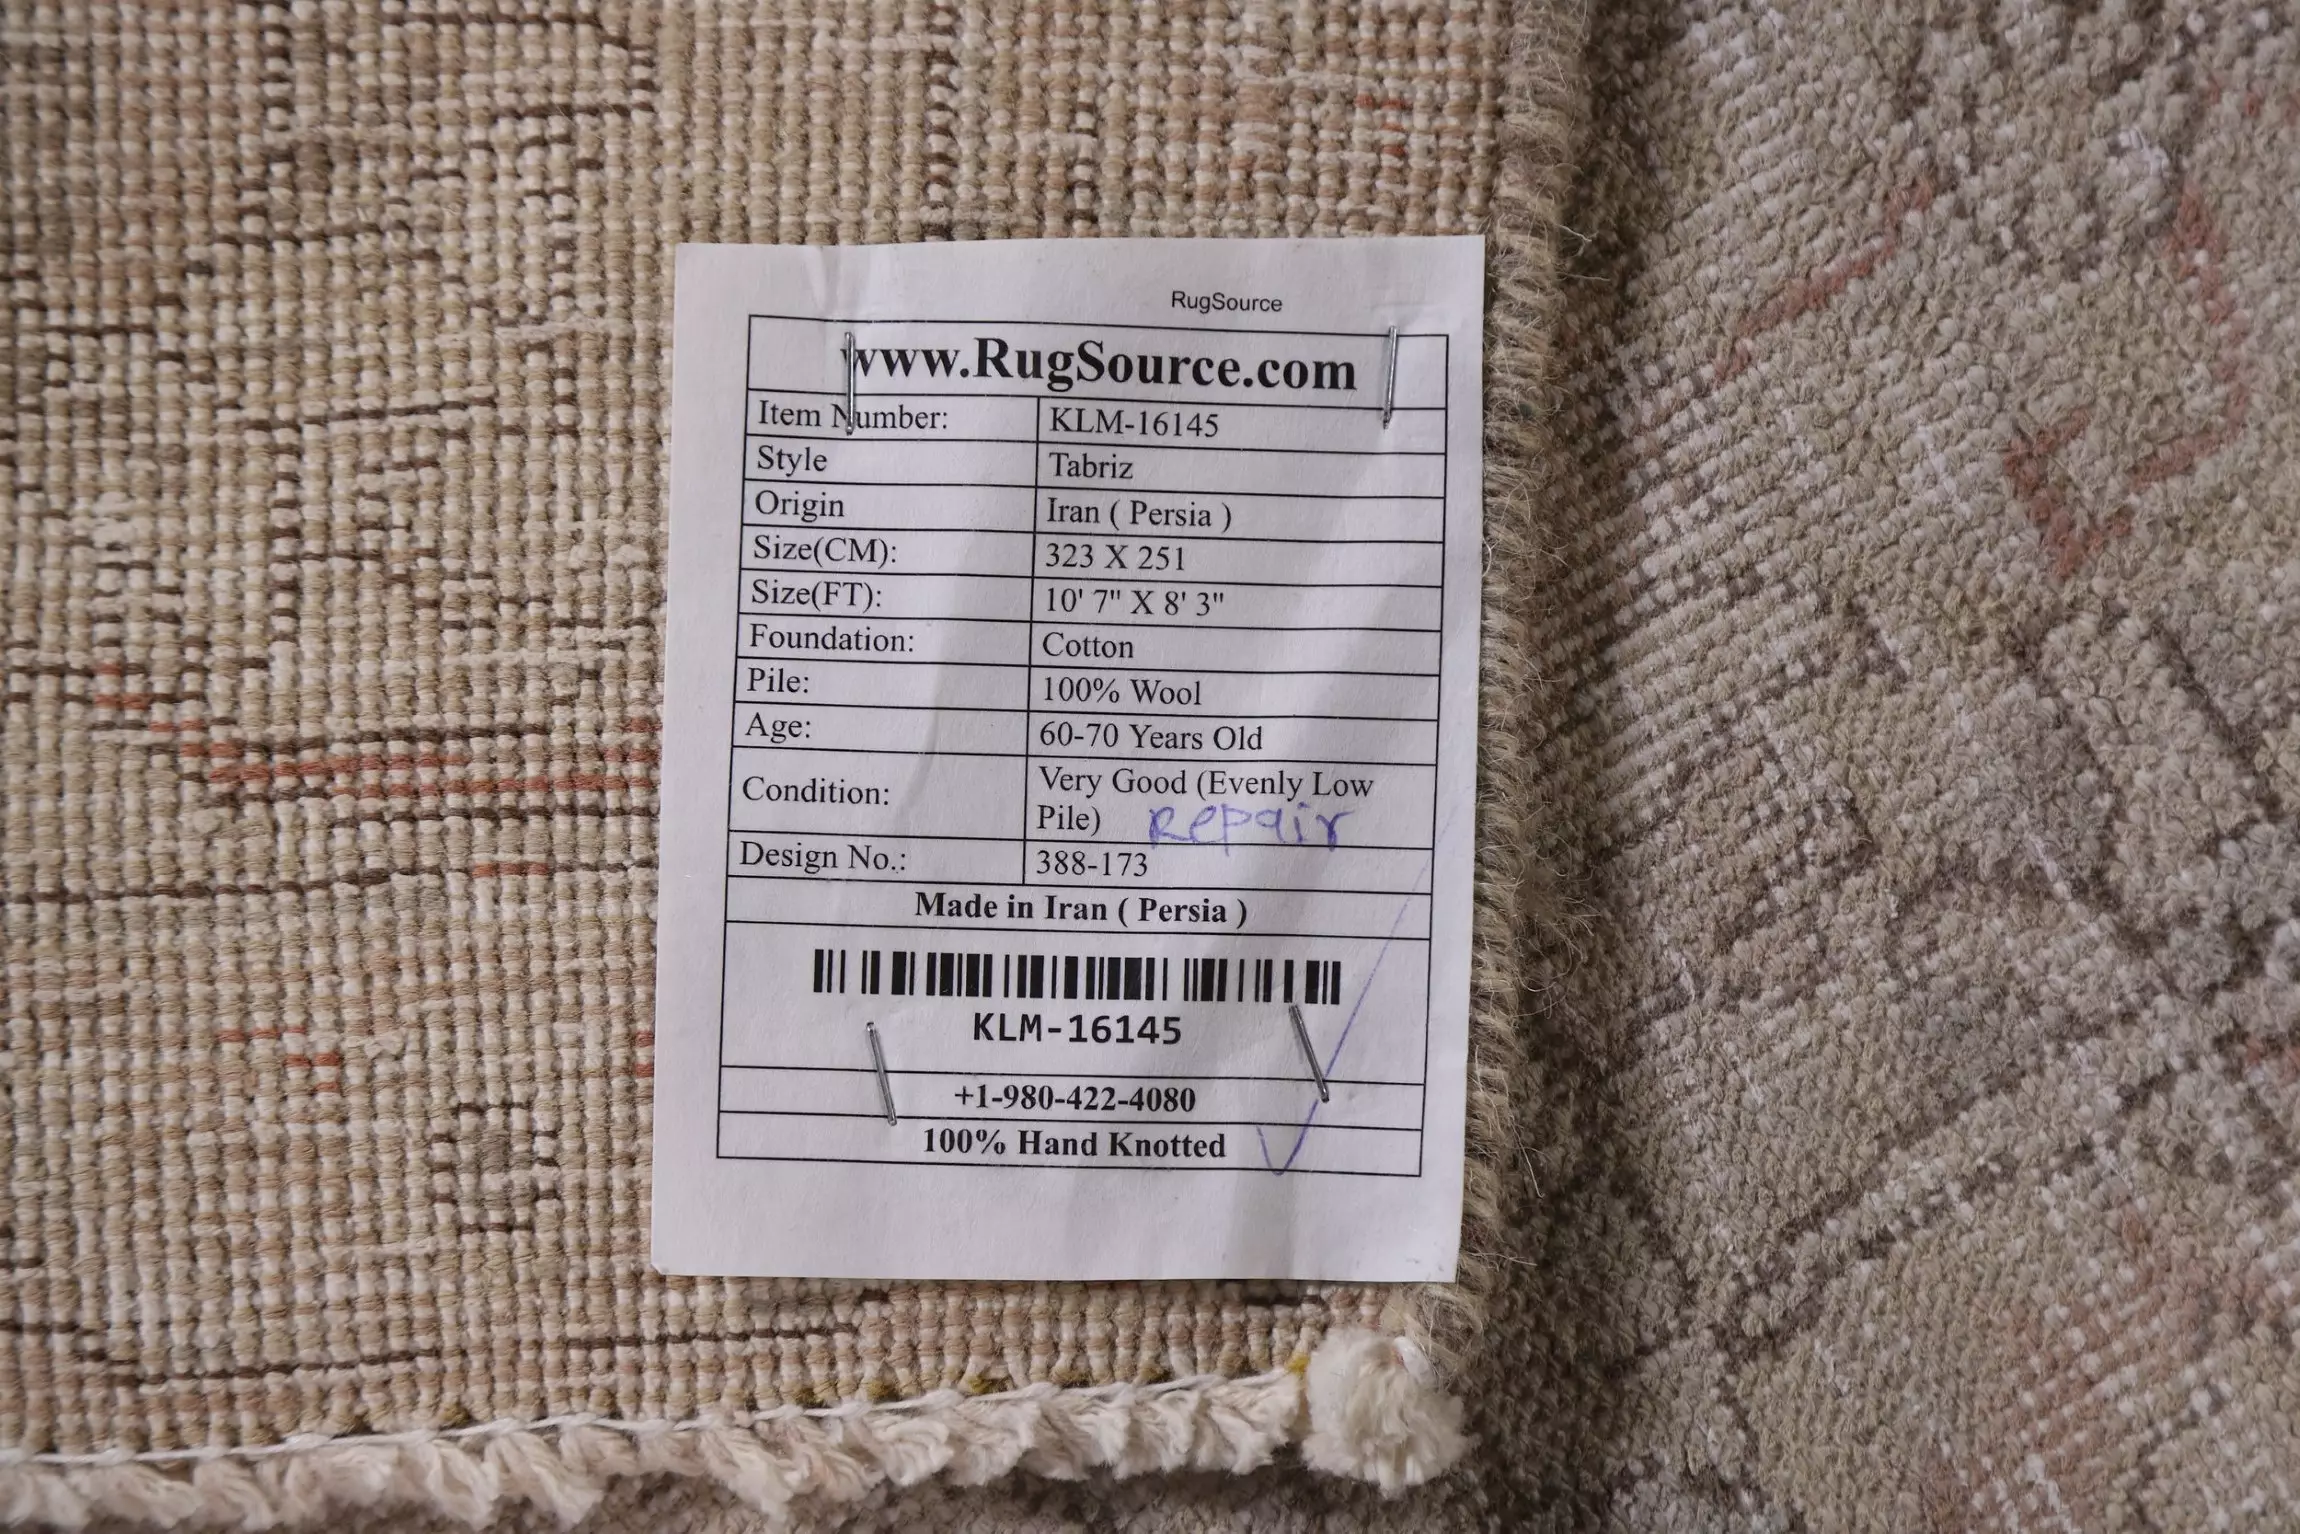 RugSource
www.RugSource.com
Item Number: KLM-16145
Style Tabriz
Origin Iran ( Persia )
Size(CM): 323 X 251
Size(FT): 10' 7" X 8' 3"
Foundation: Cotton
Pile: 100% Wool
Age: 60-70 Years Old
Condition: Very Good (Evenly Low
Pile) Repair
Design No.: 388-173
Made in Iran ( Persia )
KLM-16145
+1-980-422-4080
100% Hand Knotted